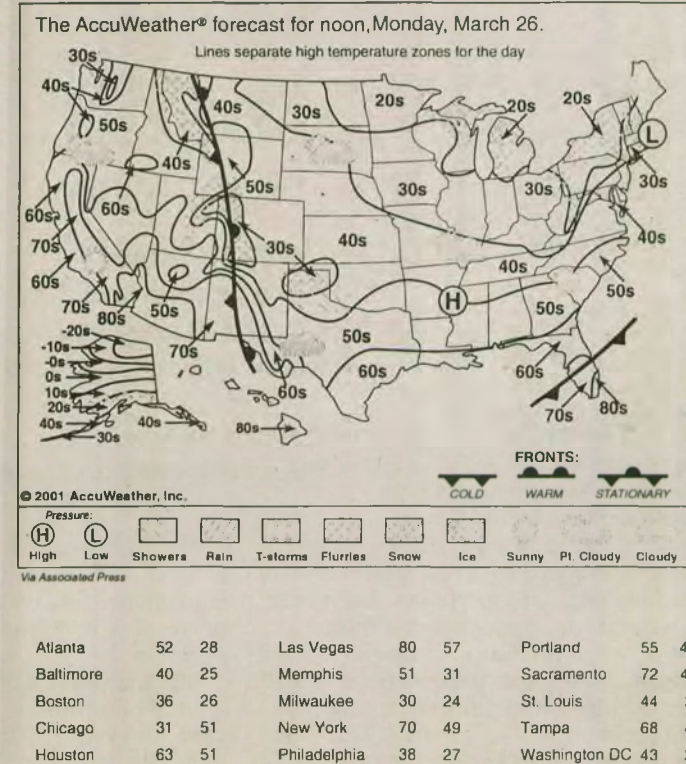 The AccuWeather® forecast for noon, Monday, March 26.
Lines separate high temperature zones for the day
30s
40s
50s
40s
30s
20s
20s
20s
L
40s
60s
50s
30s
30s
30s
60s
70s
60s
30s
40s
40s
40s
H
50s
50s
70s
80s
50s
70s
60s
50s
60s
60s
70s
80s
-20s
-10s
-0s
0s
10s
20s
40s
30s
40s
80s
FRONTS:
COLD WARM STATIONARY
© 2001 AccuWeather, Inc.
Pressure:
H L
High Low Showers Rain T-storms Flurries Snow Ice Sunny Pt. Cloudy Cloudy
Via Associated Press
Atlanta 52 28 Las Vegas 80 57 Portland 55 4
Baltimore 40 25 Memphis 51 31 Sacramento 72 4
Boston 36 26 Milwaukee 30 24 St. Louis 44
Chicago 31 51 New York 70 49 Tampa 68
Houston 63 51 Philadelphia 38 27 Washington DC 43